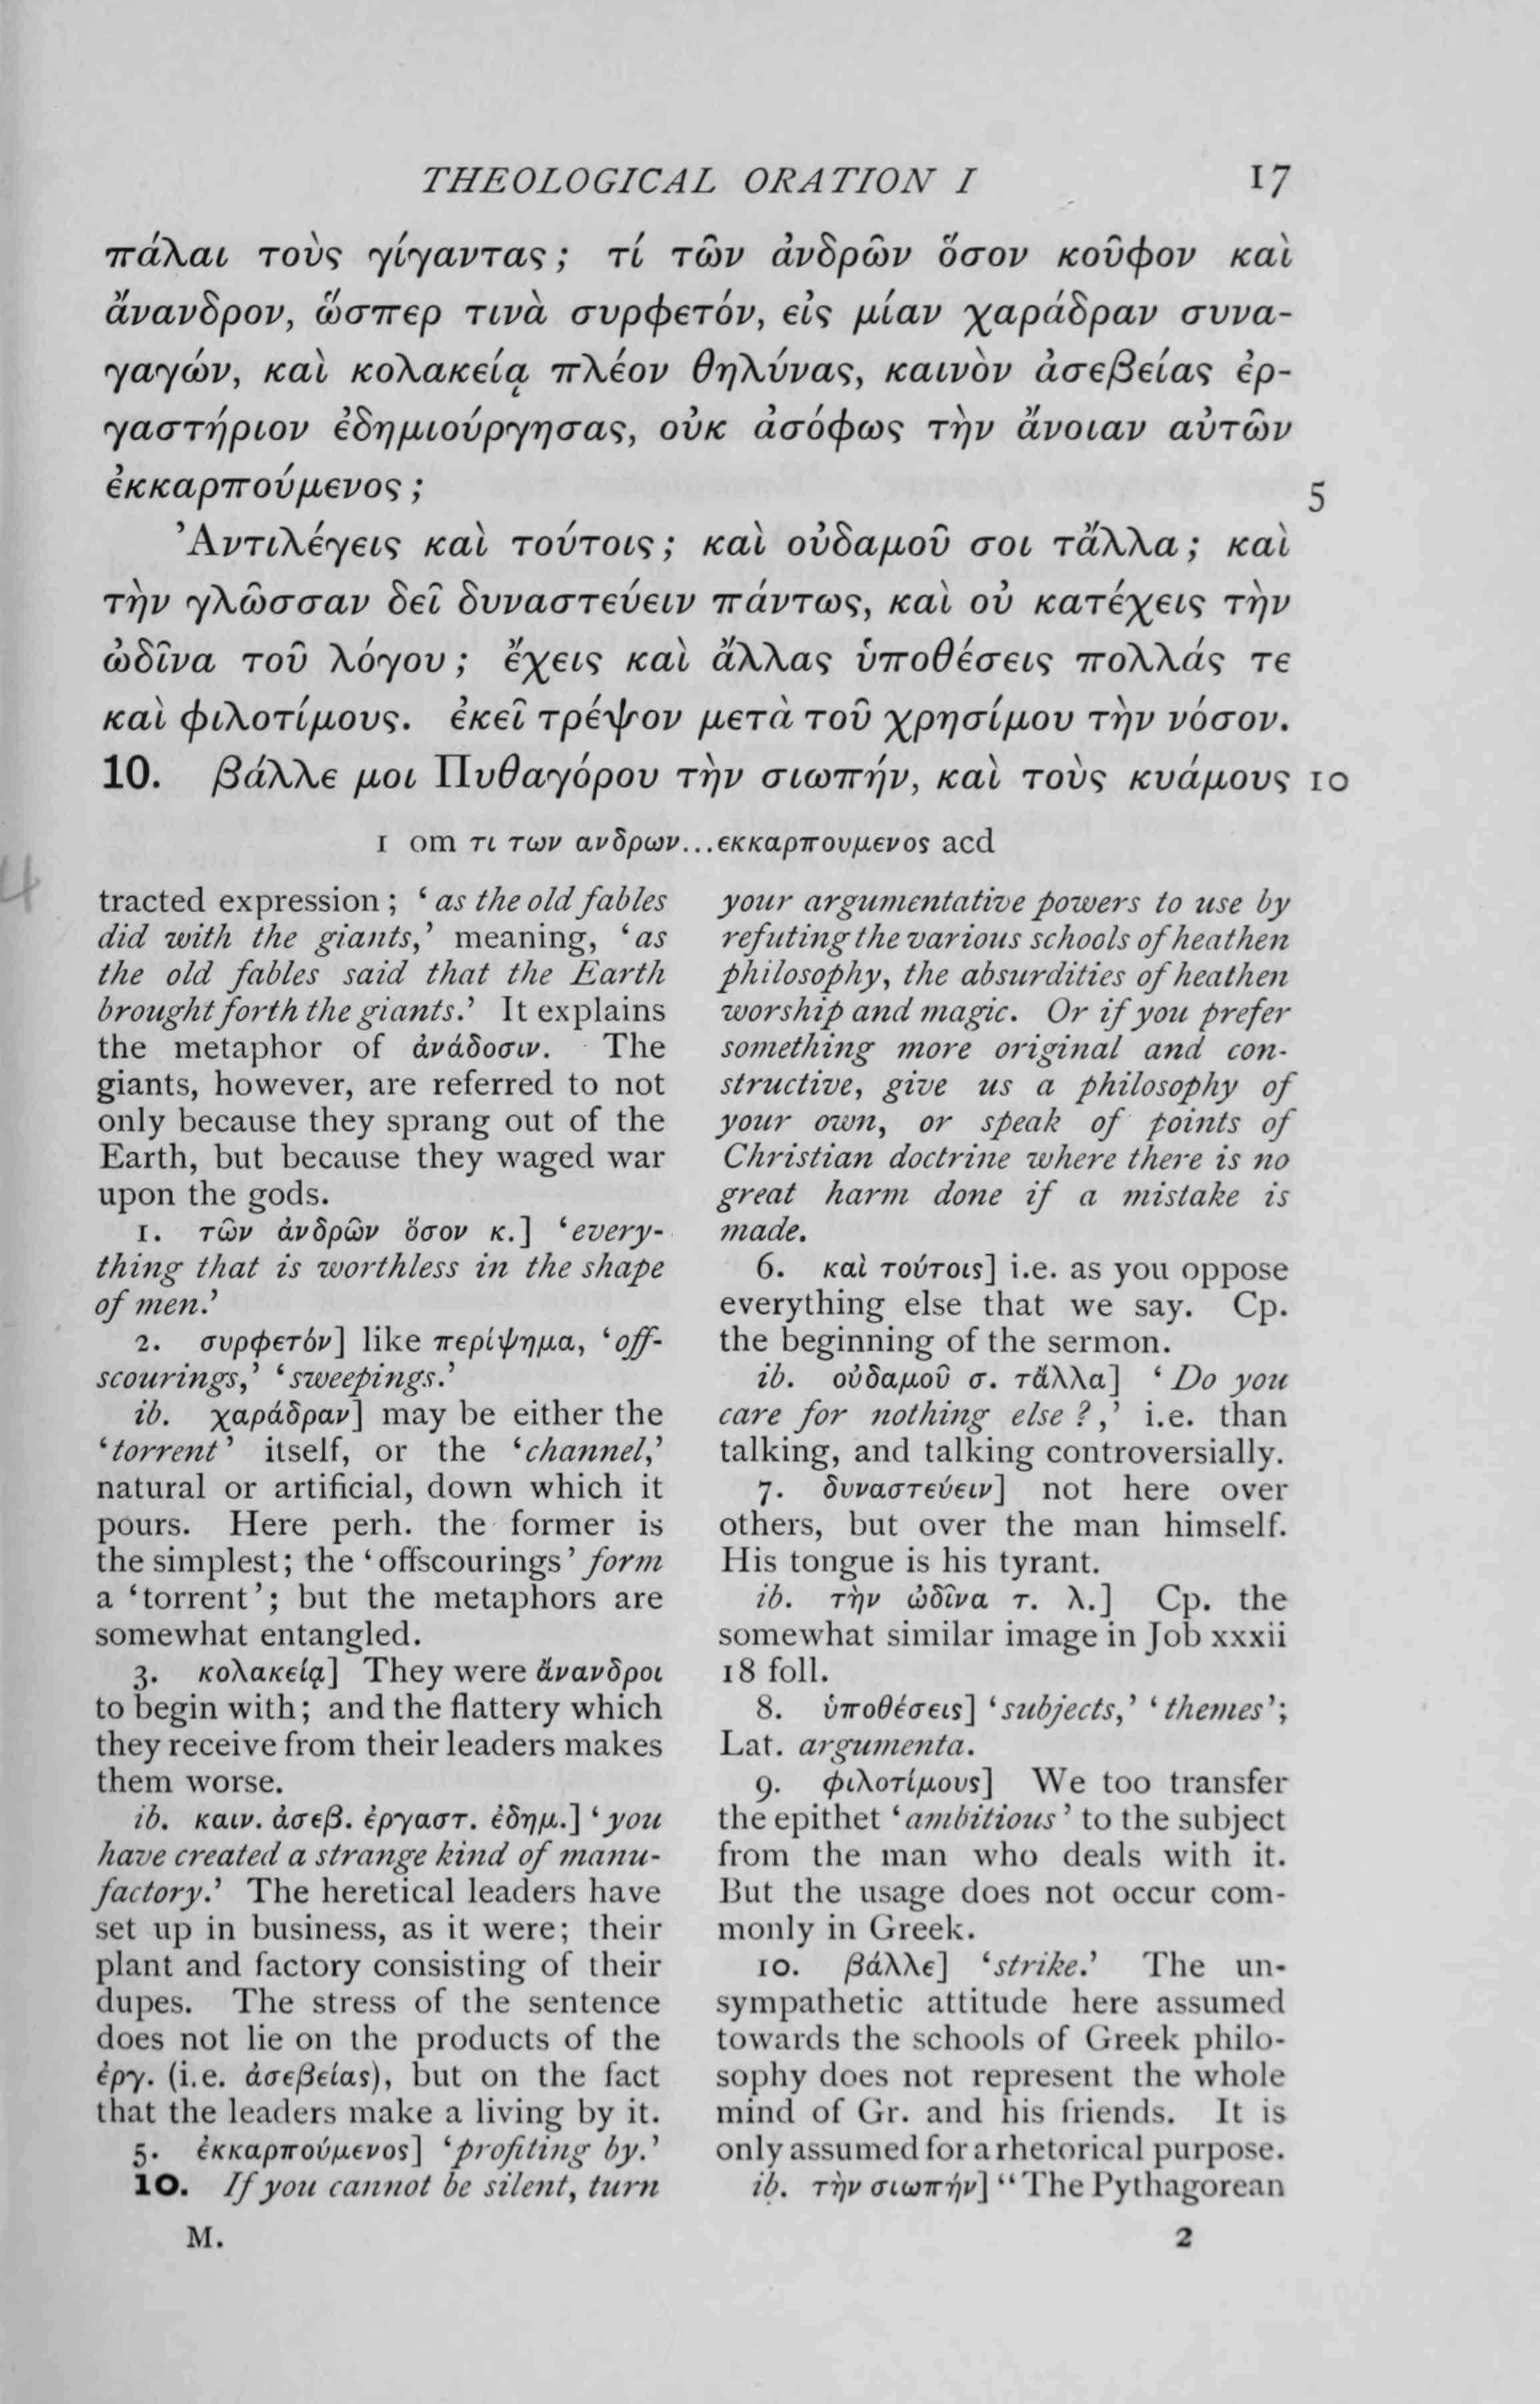 THEOLOGICAL ORATION I 17
πάλαι τοὺς γίγαντας; τί τῶν ἀνδρῶν ὅσον κοῦφον καὶ
ἄνανδρον, ὥσπερ τινὰ συρφετόν, εἰς μίαν χαράδραν συνα-
γαγών, καὶ κολακείᾳ πλέον θηλύνας, καινὸν ἀσεβείας ἐρ-
γαστήριον ἐδημιούργησας, οὐκ ἀσόφως τὴν ἄνοιαν αὐτῶν
ἐκκαρπούμενος; 5
Ἀντιλέγεις καὶ τούτοις; καὶ οὐδαμοῦ σοι τἄλλα; καὶ
τὴν γλῶσσαν δεῖ δυναστεύειν πάντως, καὶ οὐ κατέχεις τὴν
ὠδῖνα τοῦ λόγου; ἔχεις καὶ ἄλλας ὑποθέσεις πολλάς τε
καὶ φιλοτίμους. ἐκεῖ τρέψον μετὰ τοῦ χρησίμου τὴν νόσον.
10. βάλλε μοι Πυθαγόρου τὴν σιωπήν, καὶ τοὺς κυάμους 10
1 om τι των ανδρων...εκκαρπουμενος acd
4
tracted expression; ‘as the old fables
did with the giants,’ meaning, ‘as
the old fables said that the Earth
brought forth the giants.’ It explains
the metaphor of ἀνάδοσιν. The
giants, however, are referred to not
only because they sprang out of the
Earth, but because they waged war
upon the gods.
1. τῶν ἀνδρῶν ὅσον κ.] ‘every-
thing that is worthless in the shape
of men.’
2. συρφετόν] like περίψημα, ‘off-
scourings,’ ‘sweepings.’
ib. χαράδραν] may be either the
‘torrent’ itself, or the ‘channel,’
natural or artificial, down which it
pours. Here perh. the former is
the simplest; the ‘offscourings’ form
a ‘torrent’; but the metaphors are
somewhat entangled.
3. κολακείᾳ] They were ἄνανδροι
to begin with; and the flattery which
they receive from their leaders makes
them worse.
ib. καιν. ἀσεβ. ἐργαστ. ἐδημ.] ‘you
have created a strange kind of manu-
factory.’ The heretical leaders have
set up in business, as it were; their
plant and factory consisting of their
dupes. The stress of the sentence
does not lie on the products of the
ἐργ. (i.e. ἀσεβείας), but on the fact
that the leaders make a living by it.
5. ἐκκαρπούμενος] ‘profiting by.’
10. If you cannot be silent, turn
your argumentative powers to use by
refuting the various schools of heathen
philosophy, the absurdities of heathen
worship and magic. Or if you prefer
something more original and con-
structive, give us a philosophy of
your own, or speak of points of
Christian doctrine where there is no
great harm done if a mistake is
made.
6. καὶ τούτοις] i.e. as you oppose
everything else that we say. Cp.
the beginning of the sermon.
ib. οὐδαμοῦ σ. τἄλλα] ‘Do you
care for nothing else?,’ i.e. than
talking, and talking controversially.
7. δυναστεύειν] not here over
others, but over the man himself.
His tongue is his tyrant.
ib. τὴν ὠδῖνα τ. λ.] Cp. the
somewhat similar image in Job xxxii
18 foll.
8. ὑποθέσεις] ‘subjects,’ ‘themes’;
Lat. argumenta.
9. φιλοτίμους] We too transfer
the epithet ‘ambitious’ to the subject
from the man who deals with it.
But the usage does not occur com-
monly in Greek.
10. βάλλε] ‘strike.’ The un-
sympathetic attitude here assumed
towards the schools of Greek philo-
sophy does not represent the whole
mind of Gr. and his friends. It is
only assumed for a rhetorical purpose.
ib. τὴν σιωπήν] “The Pythagorean
M. 2